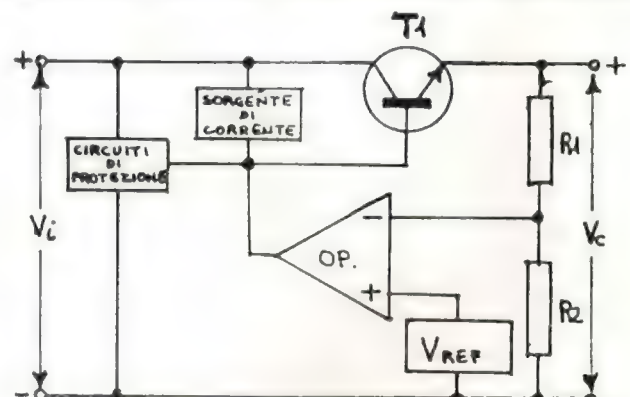 T1
+
+
SORGENTE
DI
CORRENTE
CIRCUITI
DI
PROTEZIONE
R1
Vi
-
Vc
OP.
+
R2
VREF
-